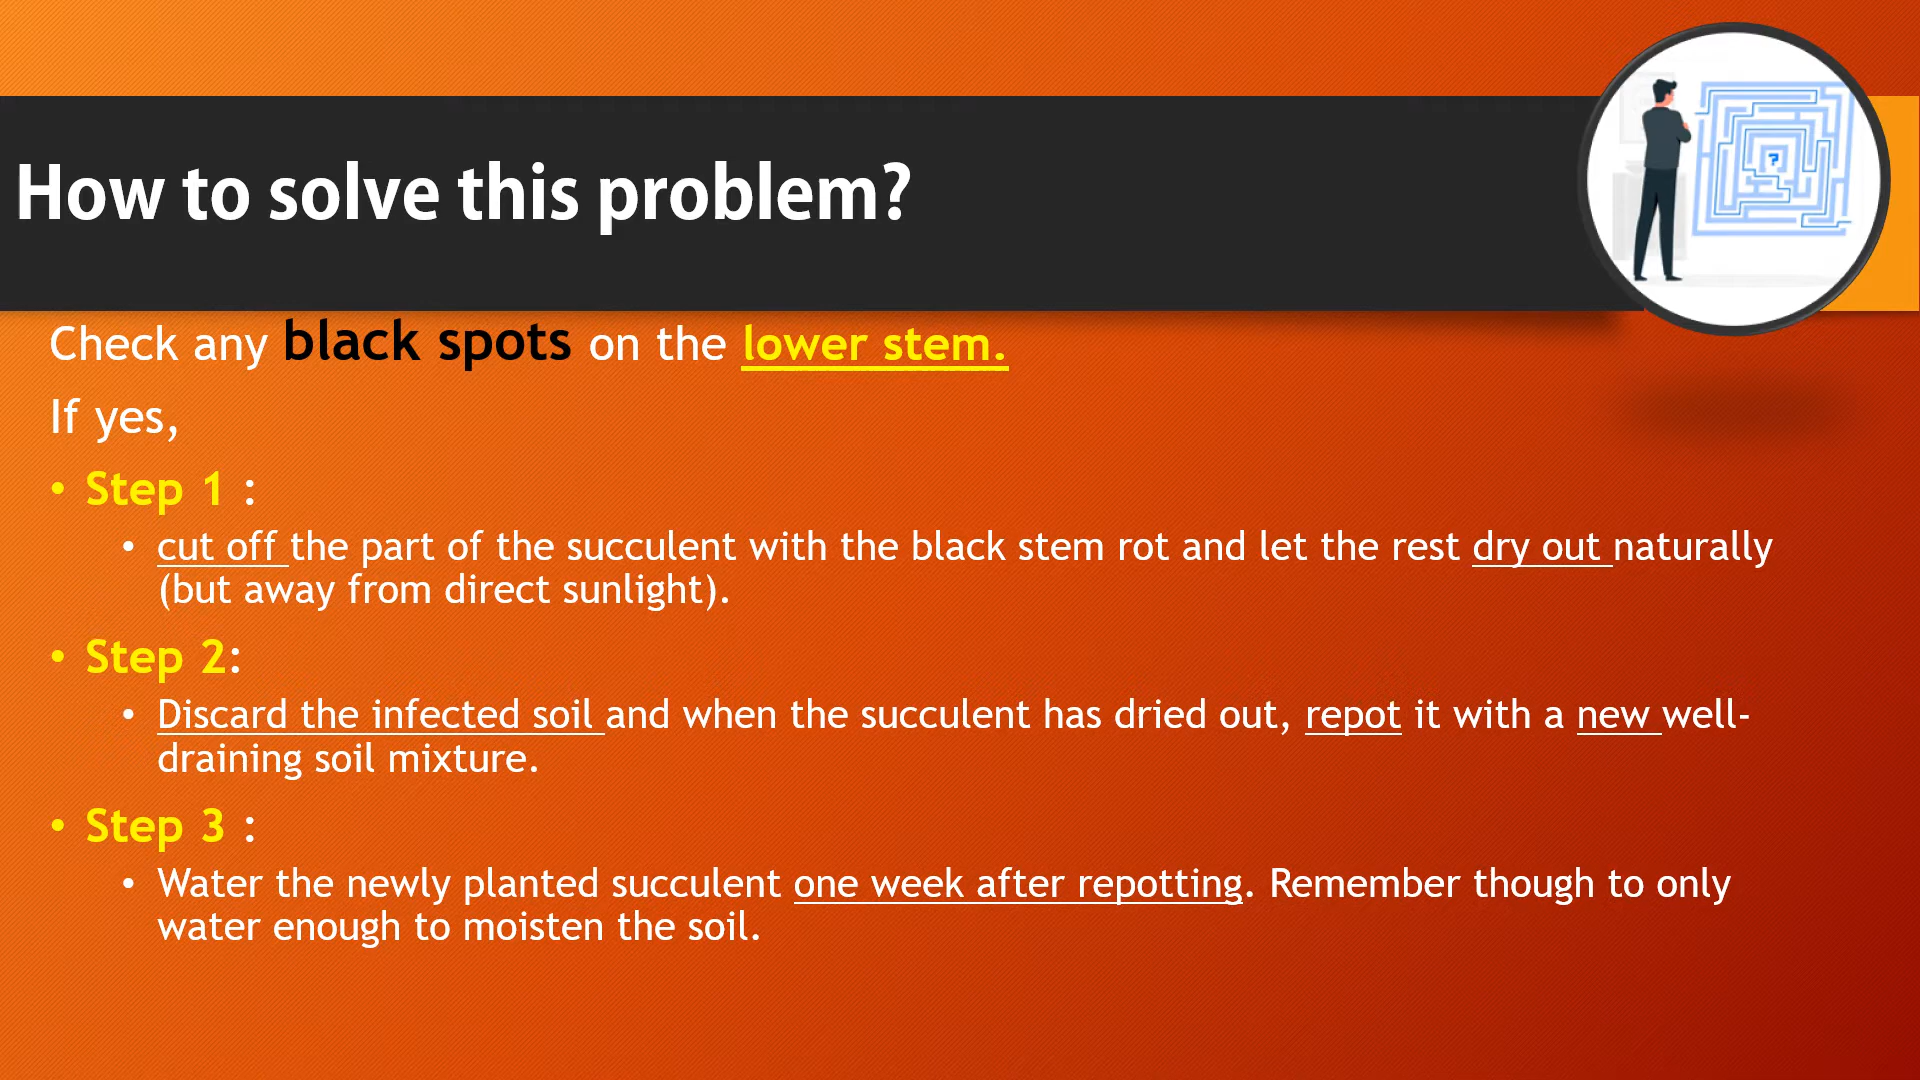 How to solve this problem?
?
Check any black spots on the lower stem.
If yes,
• Step 1 :
• cut off the part of the succulent with the black stem rot and let the rest dry out naturally
(but away from direct sunlight).
• Step 2:
• Discard the infected soil and when the succulent has dried out, repot it with a new well-
draining soil mixture.
• Step 3 :
• Water the newly planted succulent one week after repotting. Remember though to only
water enough to moisten the soil.